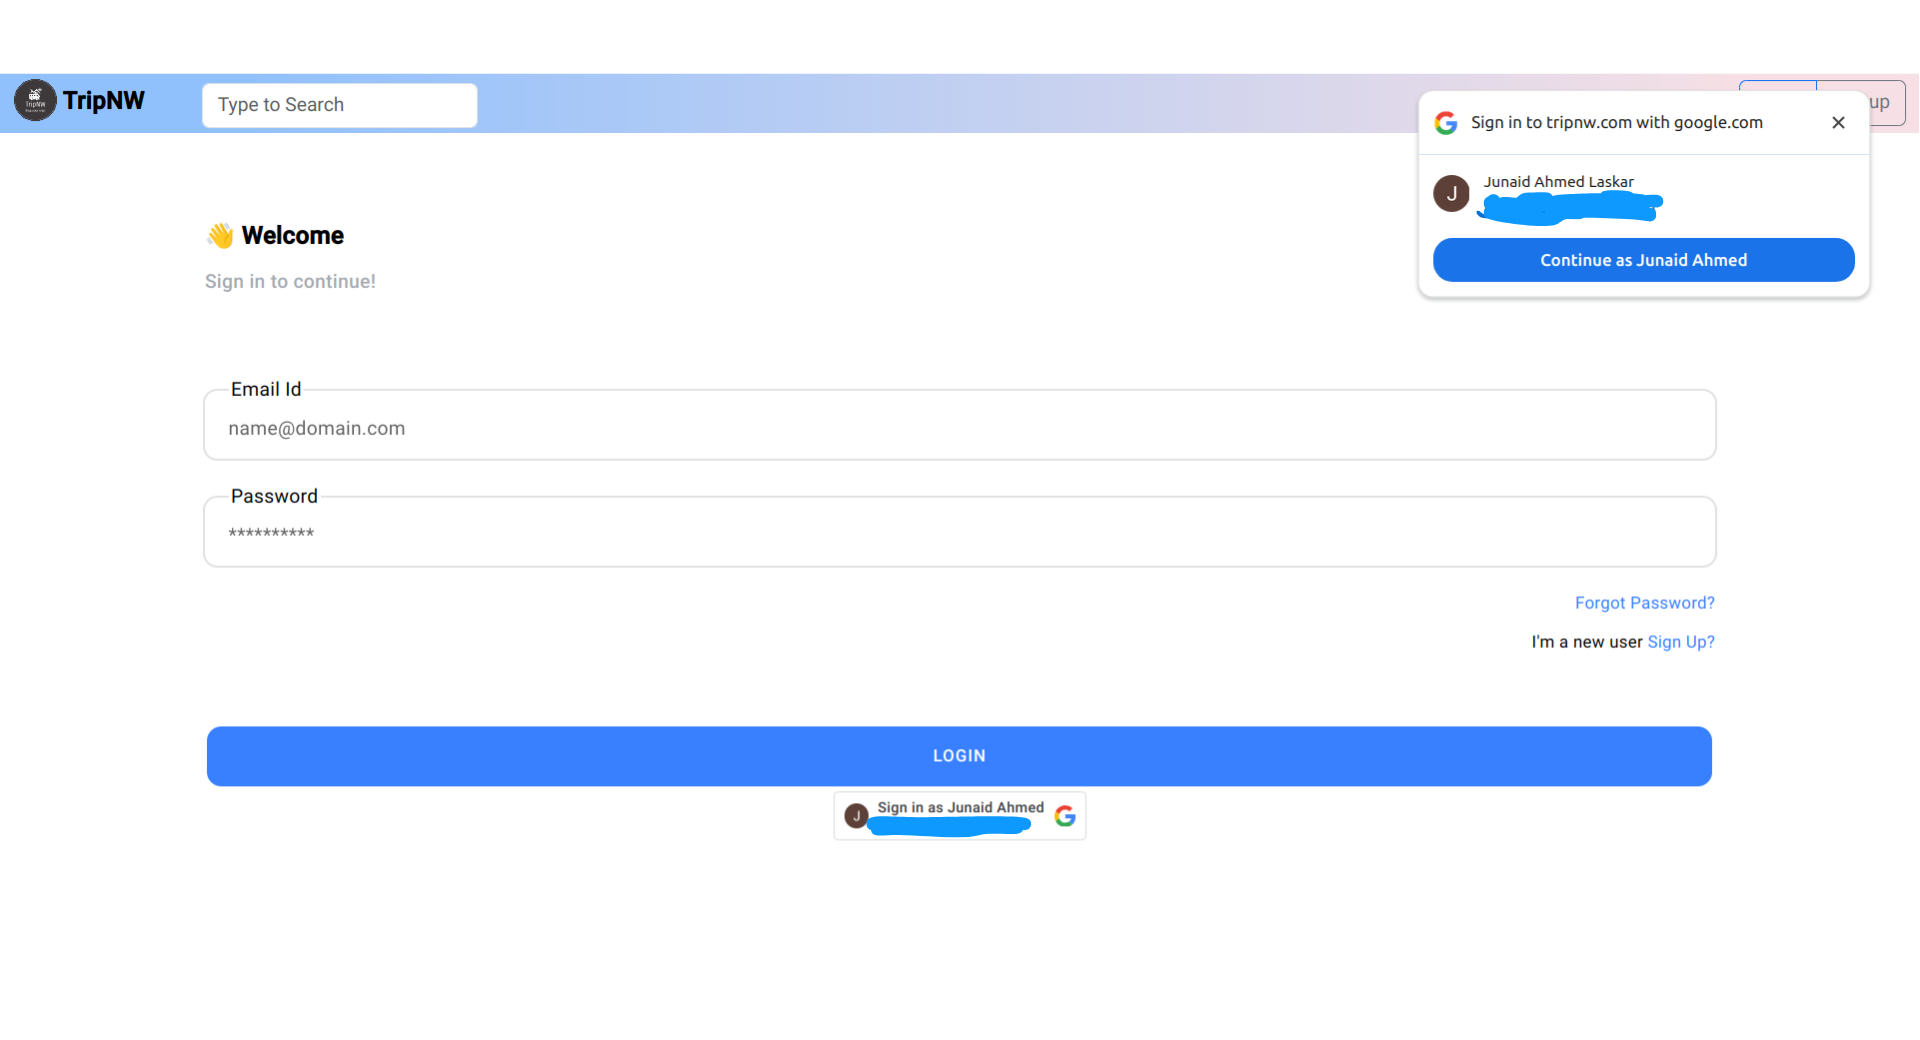 TripNW
TripNW
Type to Search
up
Sign in to tripnw.com with google.com
J
Junaid Ahmed Laskar
Continue as Junaid Ahmed
👋 Welcome
Sign in to continue!
Email Id
name@domain.com
Password
**********
Forgot Password?
I'm a new user Sign Up?
LOGIN
J
Sign in as Junaid Ahmed